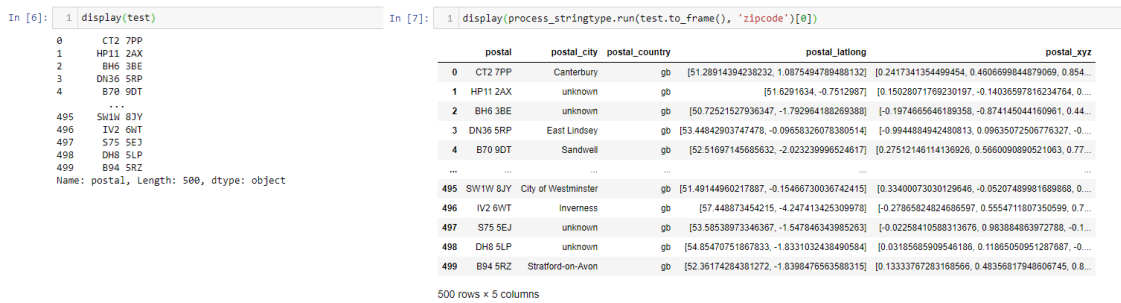 In [6]: 1 display(test)
0 CT2 7PP
1 HP11 2AX
2 BH6 3BE
3 DN36 5RP
4 B70 9DT
...
495 SW1W 8JY
496 IV2 6WT
497 S75 5EJ
498 DH8 5LP
499 B94 5RZ
Name: postal, Length: 500, dtype: object
In [7]: 1 display(process_stringtype.run(test.to_frame(), 'zipcode')[0])
postal postal_city postal_country postal_latlong postal_xyz
0 CT2 7PP Canterbury gb [51.28914394238232, 1.0875494789488132] [0.2417341354499454, 0.4606699844879069, 0.854...
1 HP11 2AX unknown gb [51.6291634, -0.7512987] [0.15028071769230197, -0.14036597816234764, 0....
2 BH6 3BE unknown gb [50.72521527936347, -1.792964188269388] [-0.1974665646189358, -0.874145044160961, 0.44...
3 DN36 5RP East Lindsey gb [53.44842903747478, -0.09658326078380514] [-0.9944884942480813, 0.09635072506776327, -0....
4 B70 9DT Sandwell gb [52.51697145685632, -2.023239996524617] [0.27512146114136926, 0.5660090890521063, 0.77...
... ... ... ... ... ...
495 SW1W 8JY City of Westminster gb [51.49144960217887, -0.15466730036742415] [0.33400073030129646, -0.05207489981689868, 0....
496 IV2 6WT Inverness gb [57.448873454215, -4.247413425309978] [-0.27865824824686597, 0.5554711807350599, 0.7...
497 S75 5EJ unknown gb [53.58538973346367, -1.547846343985263] [-0.02258410588313676, 0.983884863972788, -0.1...
498 DH8 5LP unknown gb [54.85470751867833, -1.8331032438490584] [0.03185685909546186, 0.11865050951287687, -0....
499 B94 5RZ Stratford-on-Avon gb [52.36174284381272, -1.8398476563588315] [0.13333767283168566, 0.48356817948606745, 0.8...
500 rows × 5 columns